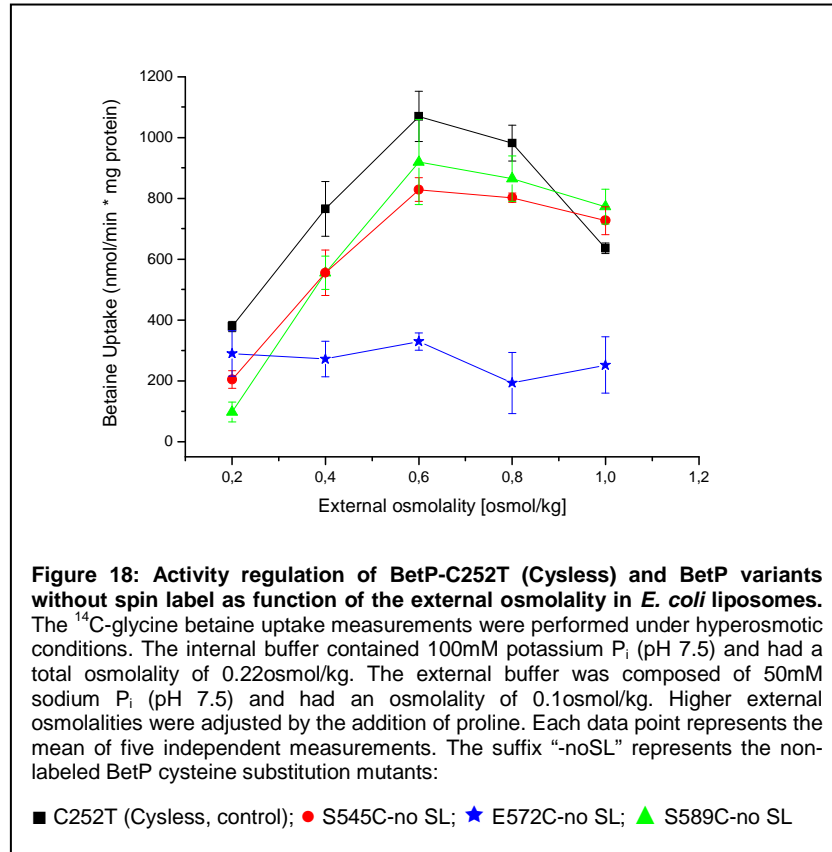 1200
1000
800
600
400
200
0
Betaine Uptake (nmol/min * mg protein)
0,2 0,4 0,6 0,8 1,0 1,2
External osmolality [osmol/kg]
Figure 18: Activity regulation of BetP-C252T (Cysless) and BetP variants
without spin label as function of the external osmolality in E. coli liposomes.
The ¹⁴C-glycine betaine uptake measurements were performed under hyperosmotic
conditions. The internal buffer contained 100mM potassium Pᵢ (pH 7.5) and had a
total osmolality of 0.22osmol/kg. The external buffer was composed of 50mM
sodium Pᵢ (pH 7.5) and had an osmolality of 0.1osmol/kg. Higher external
osmolalities were adjusted by the addition of proline. Each data point represents the
mean of five independent measurements. The suffix “-noSL” represents the non-
labeled BetP cysteine substitution mutants:
■ C252T (Cysless, control); ● S545C-no SL; ★ E572C-no SL; ▲ S589C-no SL